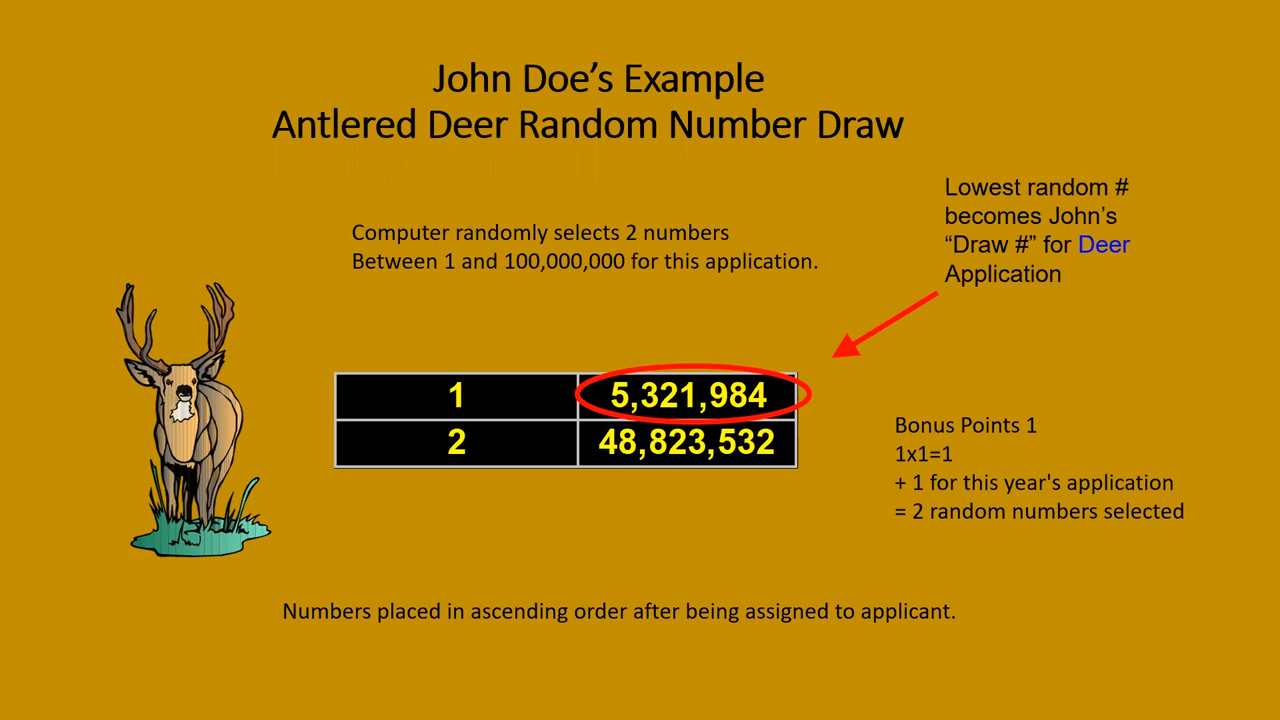 John Doe’s Example
Antlered Deer Random Number Draw
Lowest random #
becomes John’s
“Draw #” for Deer
Application
Computer randomly selects 2 numbers
Between 1 and 100,000,000 for this application.
1 5,321,984
2 48,823,532
Bonus Points 1
1x1=1
+ 1 for this year's application
= 2 random numbers selected
Numbers placed in ascending order after being assigned to applicant.